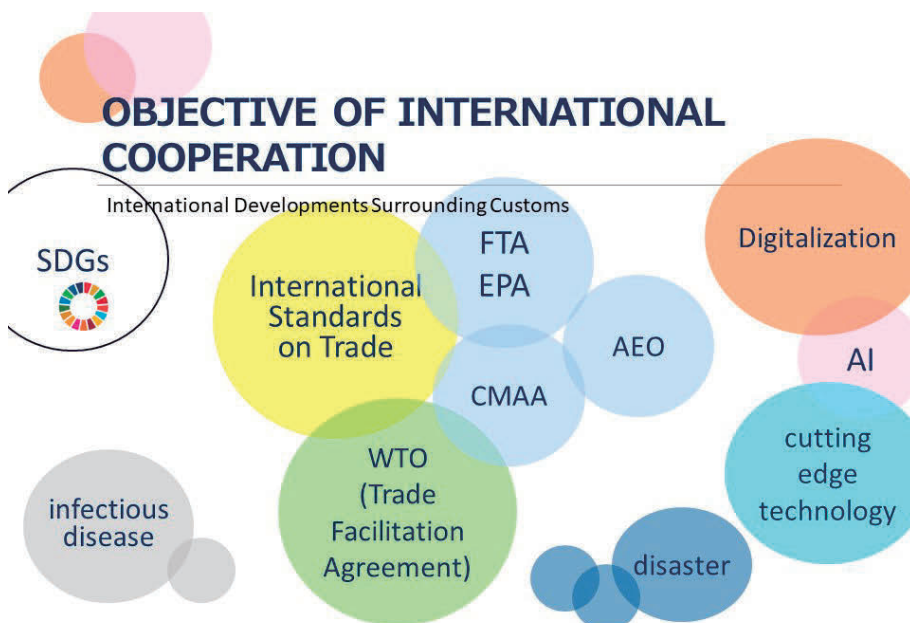 OBJECTIVE OF INTERNATIONAL
COOPERATION
International Developments Surrounding Customs
SDGs
International
Standards
on Trade
FTA
EPA
AEO
CMAA
Digitalization
AI
cutting
edge
technology
WTO
(Trade
Facilitation
Agreement)
infectious
disease
disaster